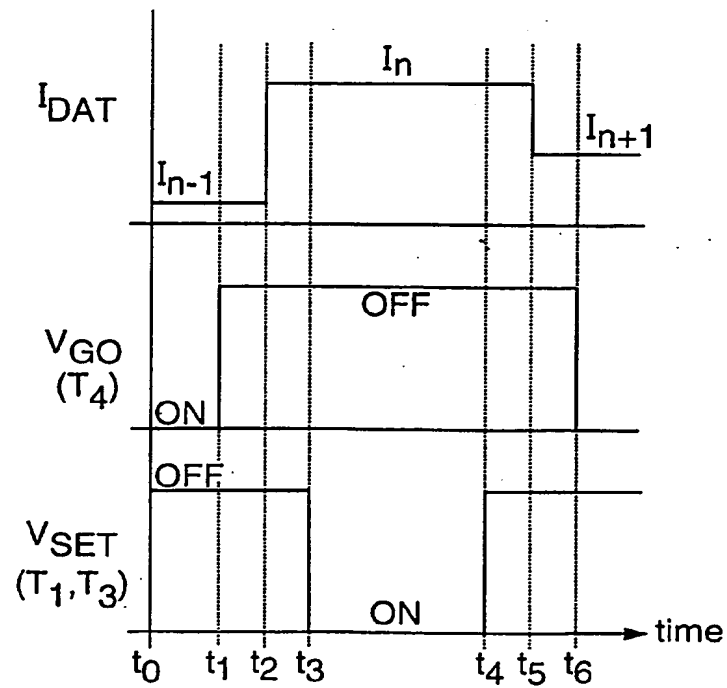 I_DAT
I_n-1
I_n
I_n+1
V_GO
(T_4)
OFF
ON
V_SET
(T_1,T_3)
OFF
ON
time
t_0 t_1 t_2 t_3 t_4 t_5 t_6